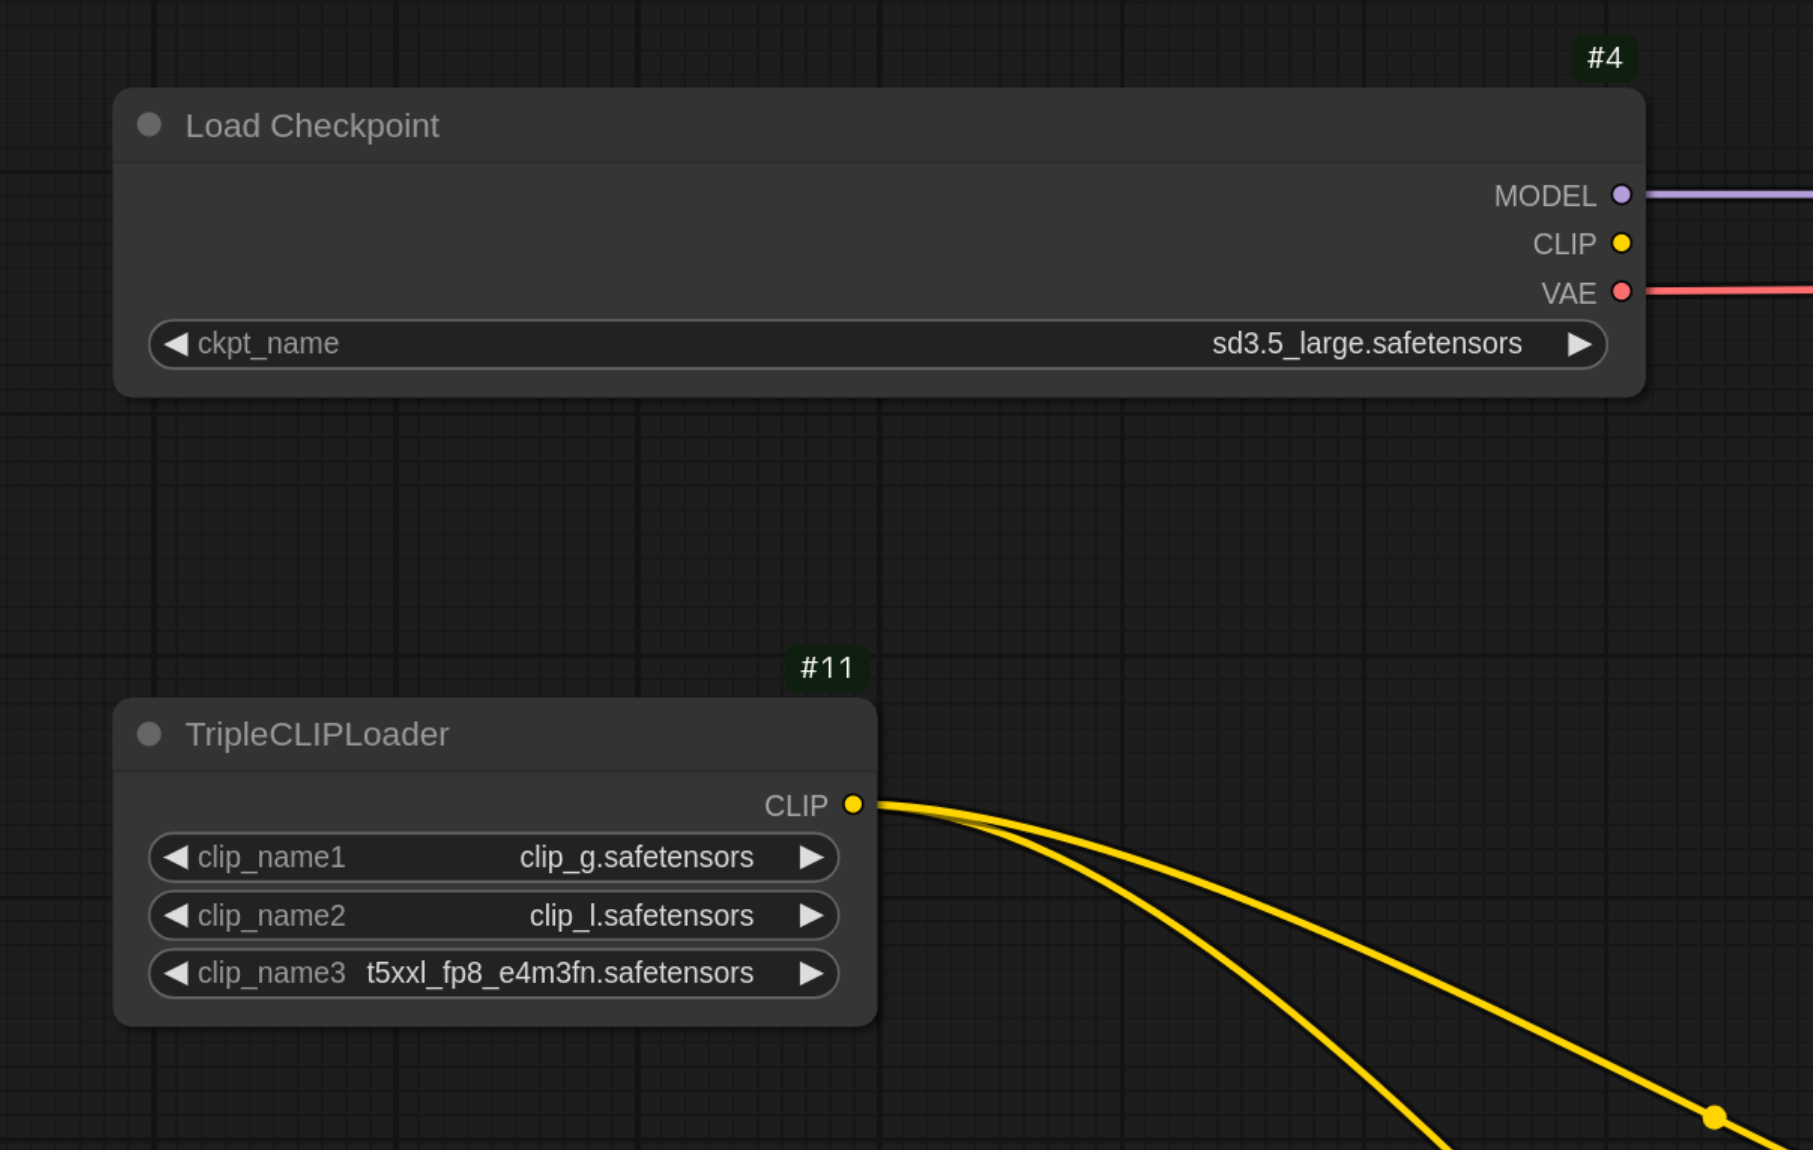 #4
Load Checkpoint
MODEL
CLIP
VAE
ckpt_name sd3.5_large.safetensors
#11
TripleCLIPLoader
CLIP
clip_name1 clip_g.safetensors
clip_name2 clip_l.safetensors
clip_name3 t5xxl_fp8_e4m3fn.safetensors